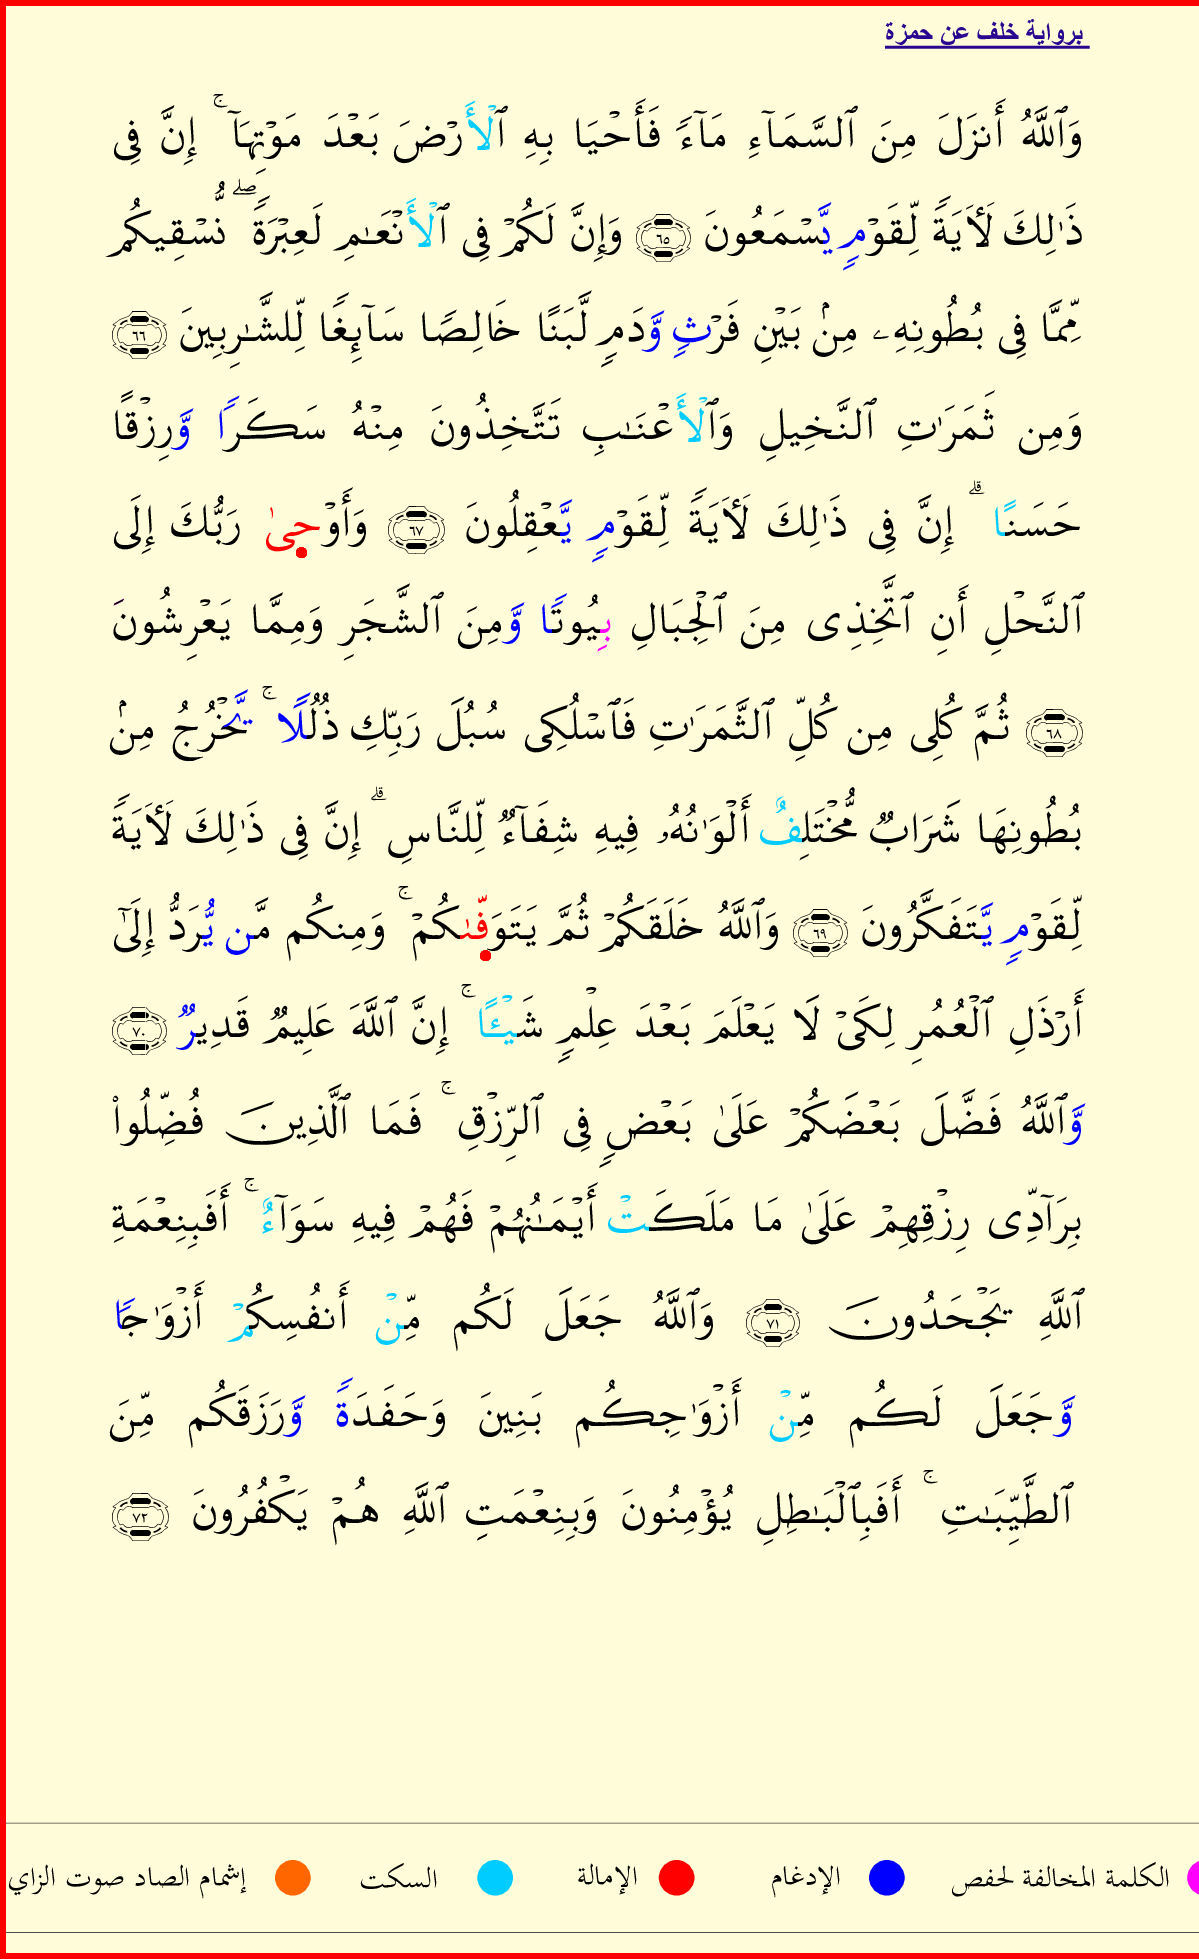 برواية خلف عن حمزة
وَٱللَّهُ أَنزَلَ مِنَ ٱلسَّمَآءِ مَآءً فَأَحْيَا بِهِ ٱلْأَرْضَ بَعْدَ مَوْتِهَآ ۚ إِنَّ فِى
ذَٰلِكَ لَأٓيَةً لِّقَوْمٍ يَّسْمَعُونَ ٦٥ وَإِنَّ لَكُمْ فِى ٱلْأَنْعَٰمِ لَعِبْرَةً ۖ نُّسْقِيكُم
مِّمَّا فِى بُطُونِهِۦ مِنۢ بَيْنِ فَرْثٍ وَّدَمٍ لَّبَنًا خَالِصًا سَآئِغًا لِّلشَّٰرِبِينَ ٦٦
وَمِن ثَمَرَٰتِ ٱلنَّخِيلِ وَٱلْأَعْنَٰبِ تَتَّخِذُونَ مِنْهُ سَكَرًا وَّرِزْقًا
حَسَنًا ۗ إِنَّ فِى ذَٰلِكَ لَأٓيَةً لِّقَوْمٍ يَّعْقِلُونَ ٦٧ وَأَوْحِىٰ رَبُّكَ إِلَى
ٱلنَّحْلِ أَنِ ٱتَّخِذِى مِنَ ٱلْجِبَالِ بِيُوتًا وَّمِنَ ٱلشَّجَرِ وَمِمَّا يَعْرِشُونَ
٦٨ ثُمَّ كُلِى مِن كُلِّ ٱلثَّمَرَٰتِ فَٱسْلُكِى سُبُلَ رَبِّكِ ذُلُلًا ۚ يَّخْرُجُ مِنۢ
بُطُونِهَا شَرَابٌ مُّخْتَلِفٌ أَلْوَٰنُهُۥ فِيهِ شِفَآءٌ لِّلنَّاسِ ۗ إِنَّ فِى ذَٰلِكَ لَأٓيَةً
لِّقَوْمٍ يَّتَفَكَّرُونَ ٦٩ وَٱللَّهُ خَلَقَكُمْ ثُمَّ يَتَوَفّىٰكُمْ ۚ وَمِنكُم مَّن يُّرَدُّ إِلَىٰٓ
أَرْذَلِ ٱلْعُمُرِ لِكَىْ لَا يَعْلَمَ بَعْدَ عِلْمٍ شَيْـًٔا ۚ إِنَّ ٱللَّهَ عَلِيمٌ قَدِيرٌ ٧٠
وَّٱللَّهُ فَضَّلَ بَعْضَكُمْ عَلَىٰ بَعْضٍ فِى ٱلرِّزْقِ ۚ فَمَا ٱلَّذِينَ فُضِّلُوا۟
بِرَآدِّى رِزْقِهِمْ عَلَىٰ مَا مَلَكَتْ أَيْمَٰنُهُمْ فَهُمْ فِيهِ سَوَآءٌ ۚ أَفَبِنِعْمَةِ
ٱللَّهِ يَجْحَدُونَ ٧١ وَٱللَّهُ جَعَلَ لَكُم مِّنْ أَنفُسِكُمْ أَزْوَٰجًا
وَّجَعَلَ لَكُم مِّنْ أَزْوَٰجِكُم بَنِينَ وَحَفَدَةً وَّرَزَقَكُم مِّنَ
ٱلطَّيِّبَٰتِ ۚ أَفَبِٱلْبَٰطِلِ يُؤْمِنُونَ وَبِنِعْمَتِ ٱللَّهِ هُمْ يَكْفُرُونَ ٧٢
الكلمة المخالفة لحفص الإدغام الإمالة السكت إشمام الصاد صوت الزاي